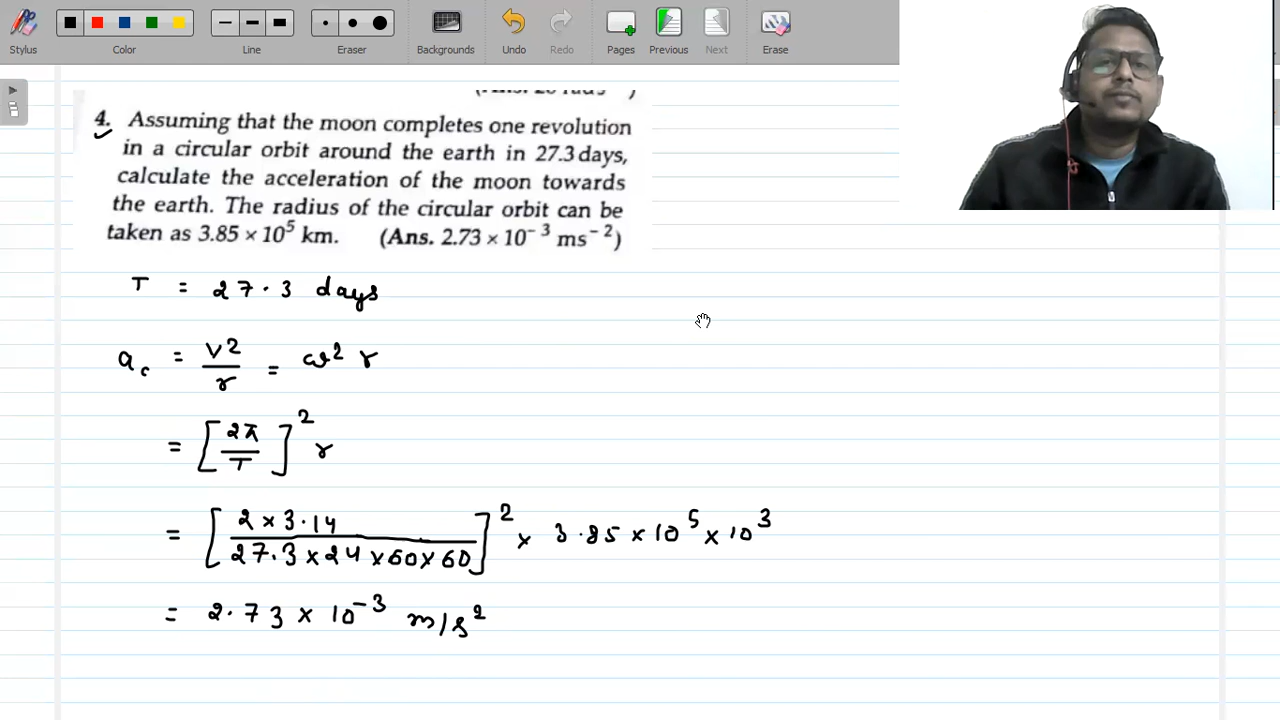 Stylus
Color
Line
Eraser
Backgrounds
Undo
Redo
Pages
Previous
Next
Erase
4. Assuming that the moon completes one revolution
in a circular orbit around the earth in 27.3 days,
calculate the acceleration of the moon towards
the earth. The radius of the circular orbit can be
taken as 3.85 × 10⁵ km. (Ans. 2.73 × 10⁻³ ms⁻²)
T = 27.3 days
a_c = v²/r = ω² r
= [2π/T]² r
= [2 × 3.14 / 27.3 × 24 × 60 × 60]² × 3.85 × 10⁵ × 10³
= 2.73 × 10⁻³ m/s²